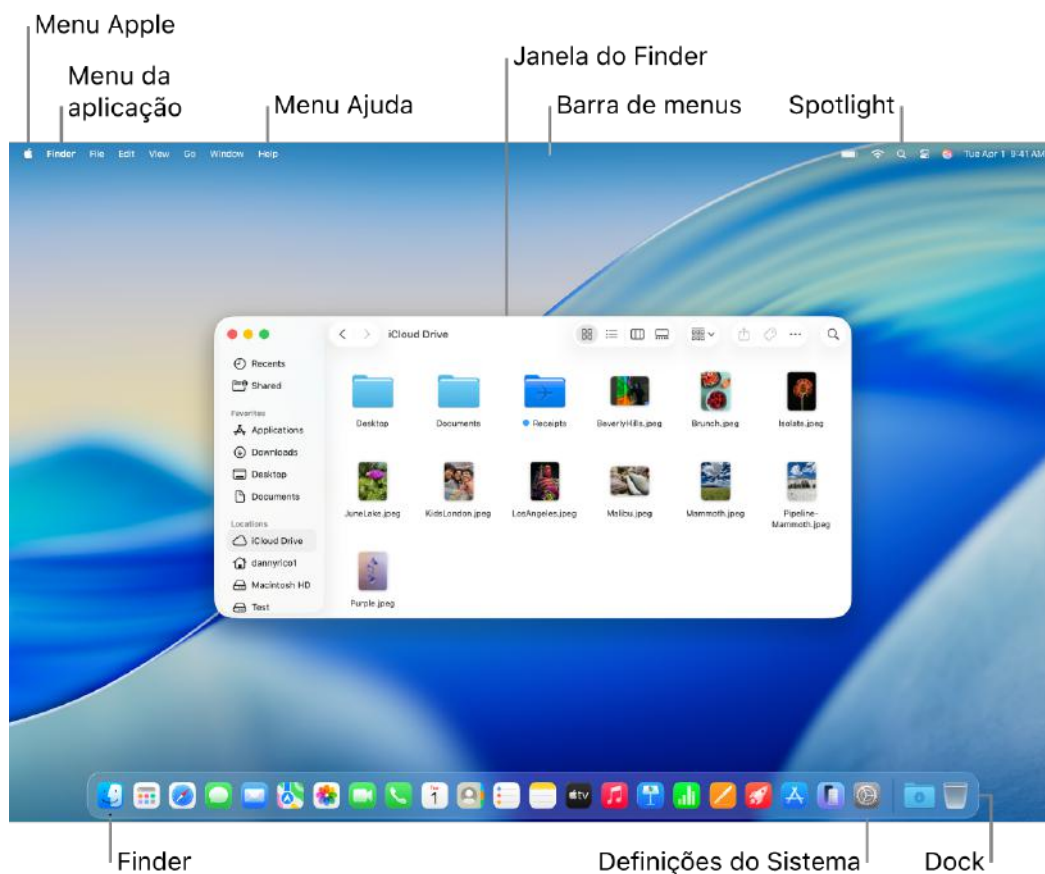 Menu Apple
Janela do Finder
Menu da
aplicação
Menu Ajuda
Barra de menus
Spotlight
Finder File Edit View Go Window Help
Tue Apr 1 9:41 AM
iCloud Drive
Recents
Shared
Favorites
Applications
Downloads
Desktop
Documents
Locations
iCloud Drive
dannyrico1
Macintosh HD
Test
Desktop
Documents
Receipts
BeverlyHills.jpeg
Brunch.jpeg
Isolate.jpeg
JuneLake.jpeg
KidsLondon.jpeg
LosAngeles.jpeg
Malibu.jpeg
Mammoth.jpeg
Pipeline-
Mammoth.jpeg
Purple.jpeg
Tue
1
tv
Finder
Definições do Sistema
Dock